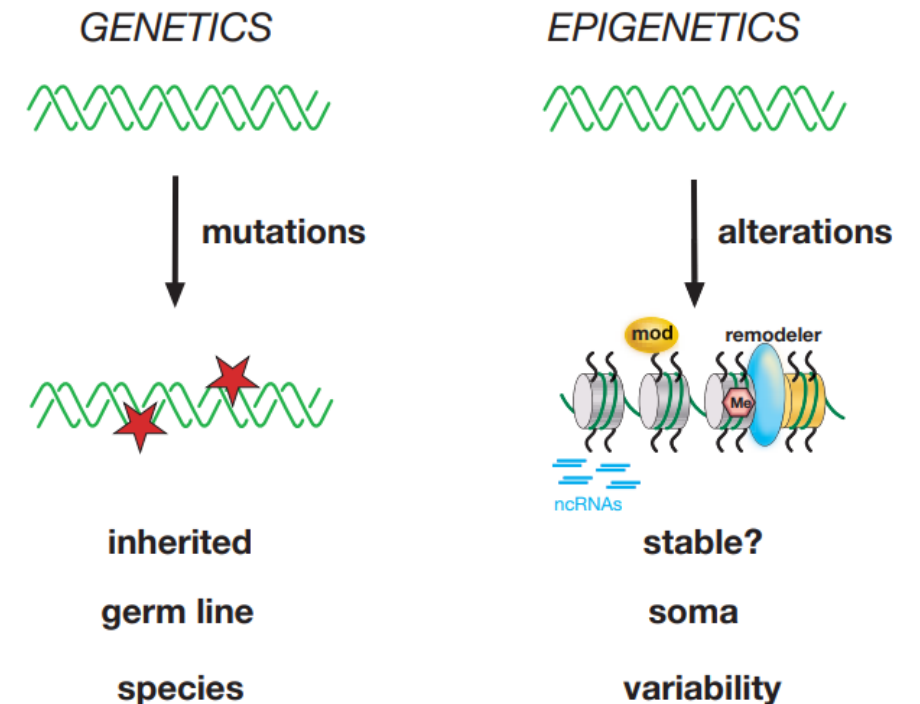 GENETICS
EPIGENETICS
mutations
alterations
mod
remodeler
Me
ncRNAs
inherited
stable?
germ line
soma
species
variability